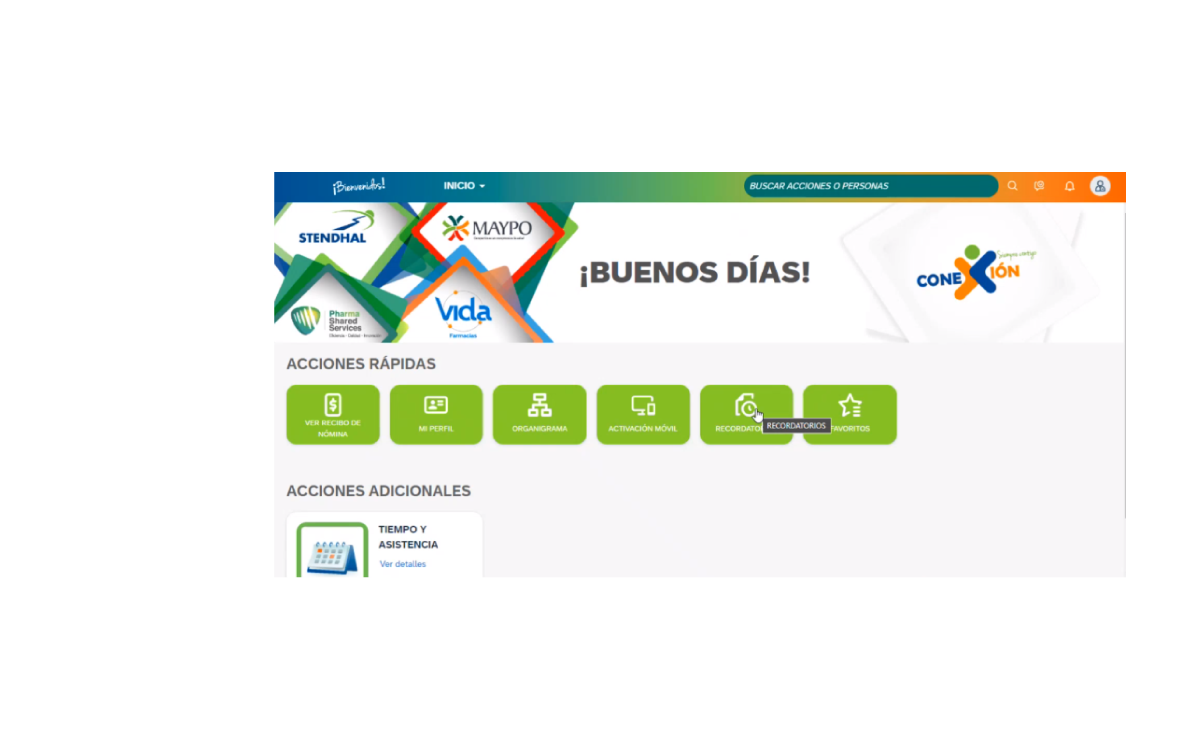 ¡Bienvenidos!
INICIO
BUSCAR ACCIONES O PERSONAS
STENDHAL
MAYPO
¡BUENOS DÍAS!
Siempre contigo
CONEXIÓN
Pharma
Shared
Services
Vida
Farmacias
ACCIONES RÁPIDAS
VER RECIBO DE
NÓMINA
MI PERFIL
ORGANIGRAMA
ACTIVACIÓN MÓVIL
RECORDATO
RECORDATORIOS
FAVORITOS
ACCIONES ADICIONALES
TIEMPO Y
ASISTENCIA
Ver detalles